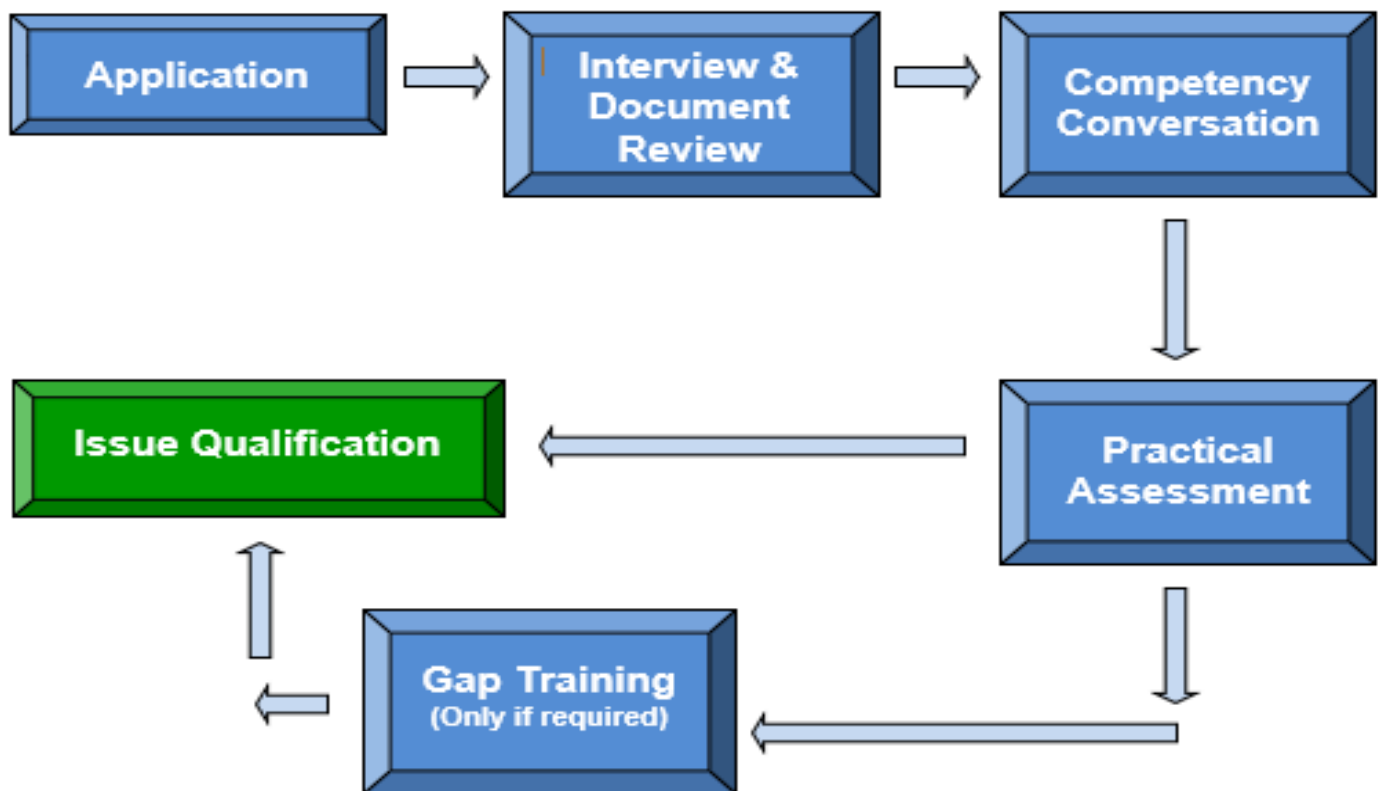 Application
Interview &
Document
Review
Competency
Conversation
Practical
Assessment
Issue Qualification
Gap Training
(Only if required)